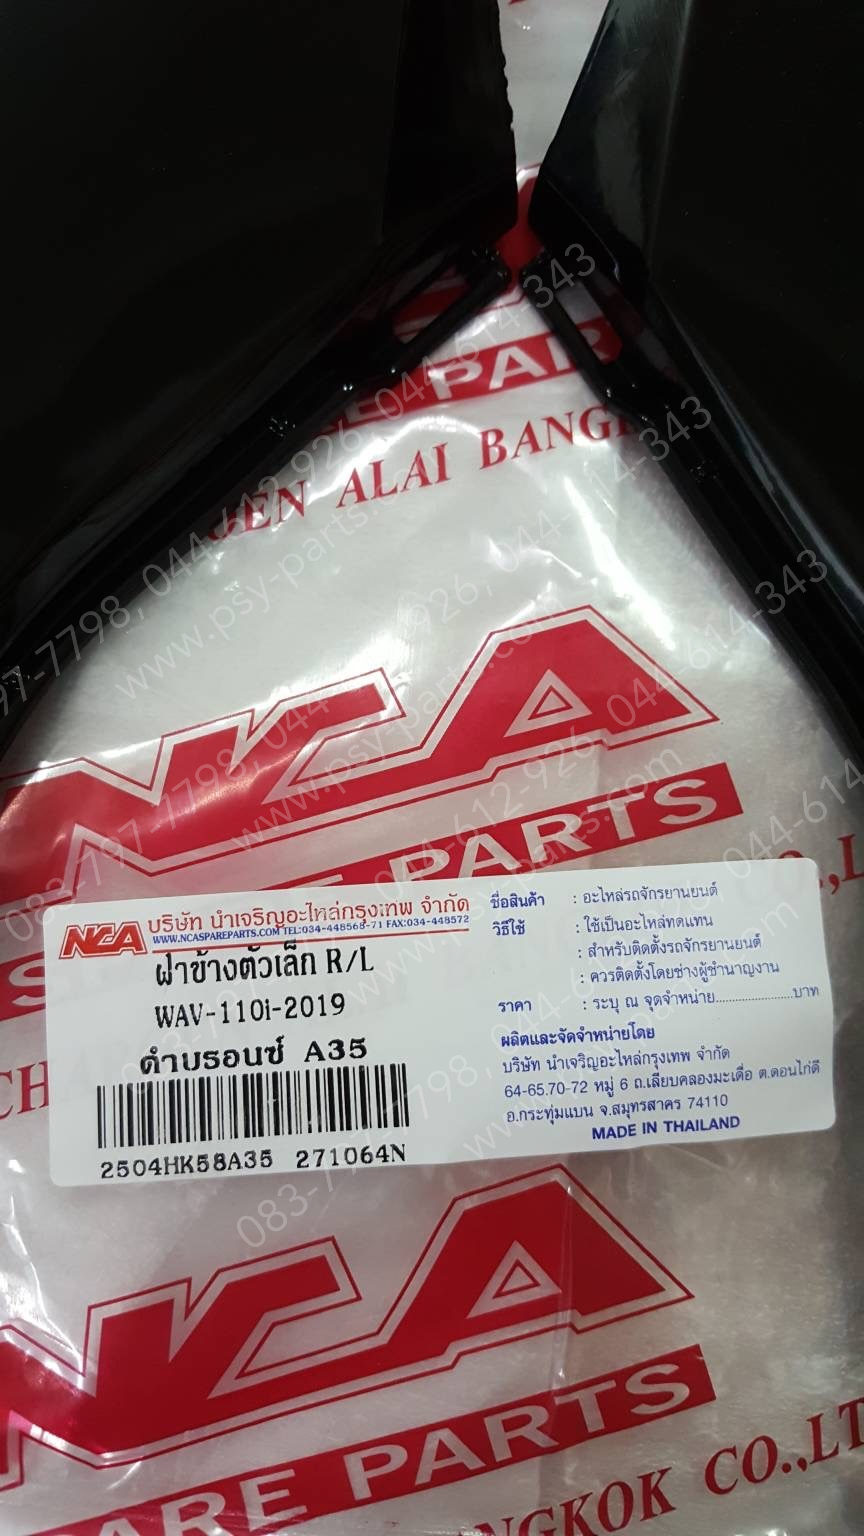 PAR
RE PAR
ALAI BANGK
NCA
SPARE PARTS
NCA บริษัท นำเจริญอะไหล่กรุงเทพ จำกัด
WWW.NCASPAREPARTS.COM TEL:034-448568-71 FAX:034-448572
ฝาข้างตัวเล็ก R/L
WAV-110i-2019
ดำบรอนซ์ A35
2504HK58A35 271064N
ชื่อสินค้า : อะไหล่รถจักรยานยนต์
วิธีใช้ : ใช้เป็นอะไหล่ทดแทน
: สำหรับติดตั้งรถจักรยานยนต์
: ควรติดตั้งโดยช่างผู้ชำนาญงาน
ราคา : ระบุ ณ จุดจำหน่าย......................บาท
ผลิตและจัดจำหน่ายโดย
บริษัท นำเจริญอะไหล่กรุงเทพ จำกัด
64-65,70-72 หมู่ 6 ถ.เลียบคลองมะเดื่อ ต.ดอนไก่ดี
อ.กระทุ่มแบน จ.สมุทรสาคร 74110
MADE IN THAILAND
NCA
ARE PARTS
NGKOK CO.,LT
083-797-7798, 044-612-926, 044-614-343
www.psy-parts.com